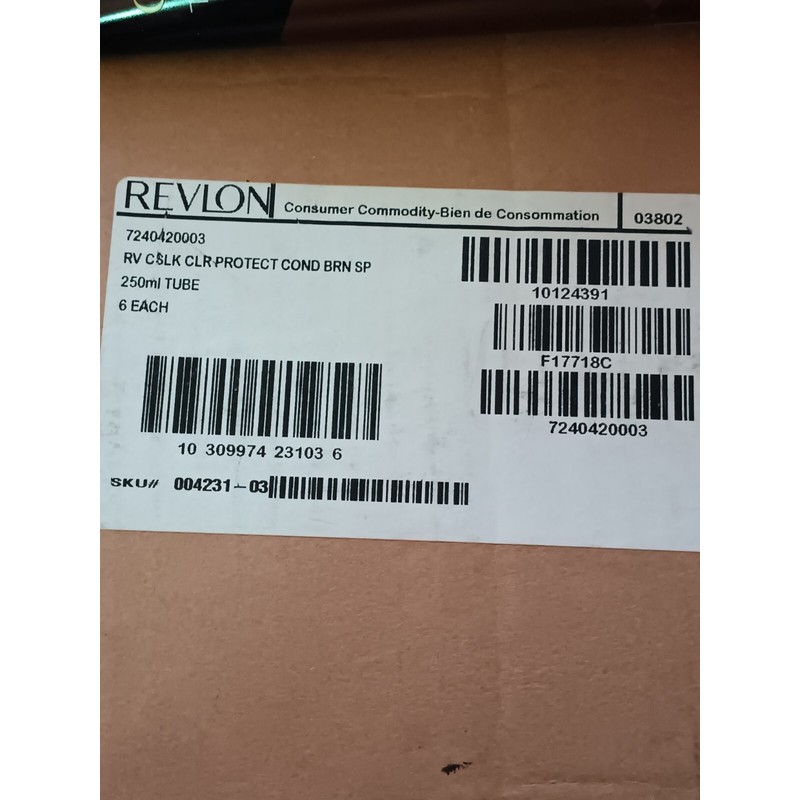 REVLON
Consumer Commodity-Bien de Consommation
03802
7240420003
RV CSLK CLR PROTECT COND BRN SP
250ml TUBE
6 EACH
10124391
F17718C
7240420003
10 309974 23103 6
SKU# 004231-03